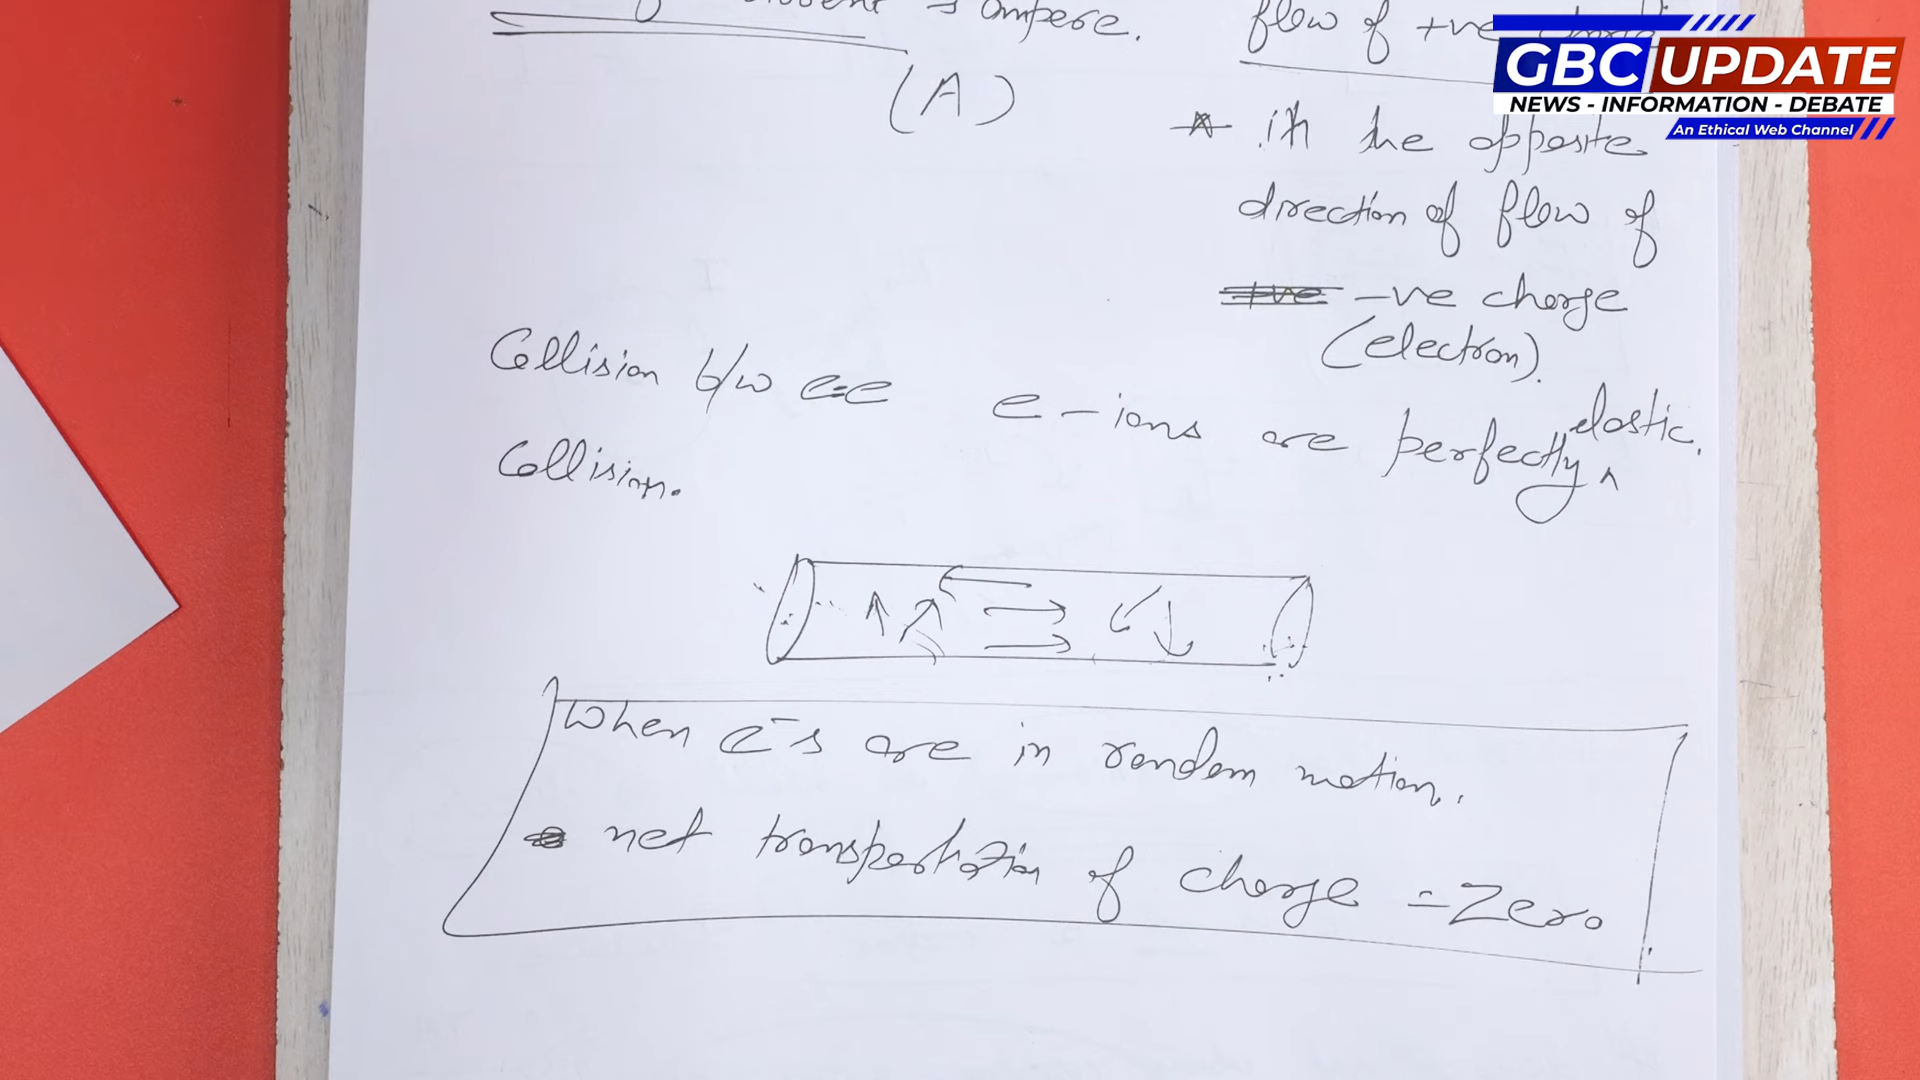 → Ampere.
(A)
flow of +ve
in the opposite
direction of flow of
-ve charge
(electron).
Collision b/w e-e e-ions are perfectly elastic.
Collision.
When e⁻s are in random motion.
net transportation of charge = Zero
GBC UPDATE
NEWS - INFORMATION - DEBATE
An Ethical Web Channel